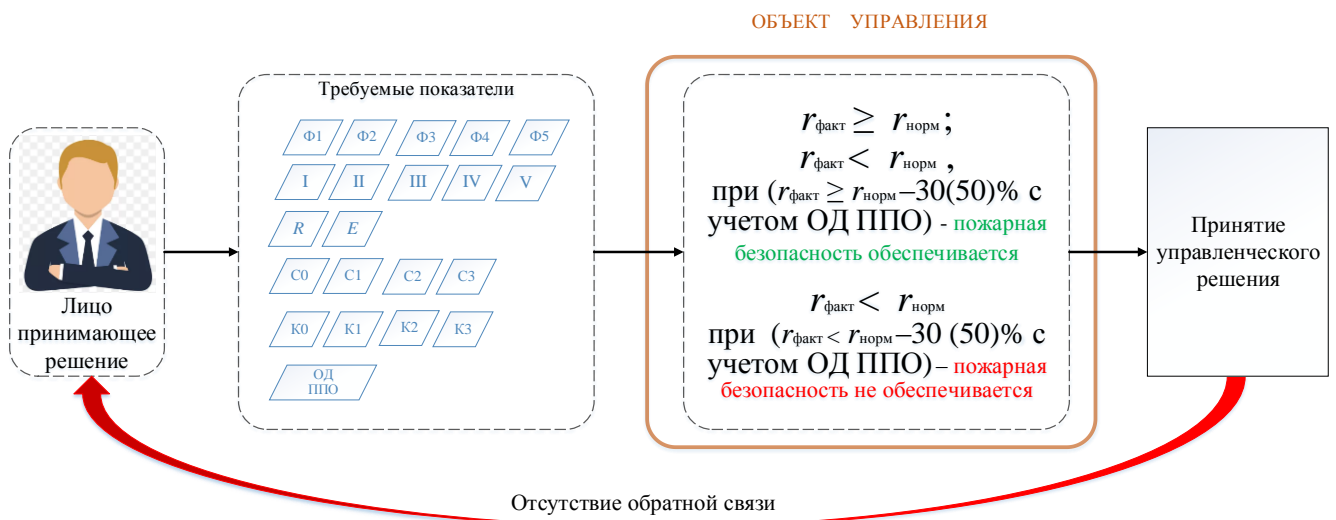 ОБЪЕКТ УПРАВЛЕНИЯ
Требуемые показатели
Ф1 Ф2 Ф3 Ф4 Ф5
I II III IV V
R E
С0 С1 С2 С3
К0 К1 К2 К3
ОД
ППО
Лицо
принимающее
решение
rфакт ≥ rнорм;
rфакт < rнорм ,
при (rфакт ≥ rнорм–30(50)% с
учетом ОД ППО) - пожарная
безопасность обеспечивается
rфакт < rнорм
при (rфакт < rнорм–30 (50)% с
учетом ОД ППО) – пожарная
безопасность не обеспечивается
Принятие
управленческого
решения
Отсутствие обратной связи